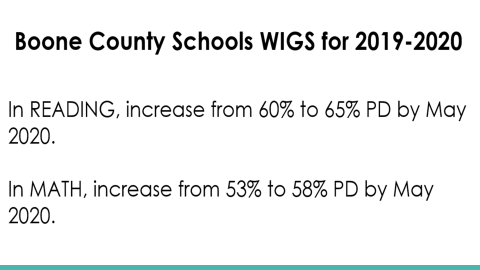 Boone County Schools WIGS for 2019-2020
In READING, increase from 60% to 65% PD by May
2020.
In MATH, increase from 53% to 58% PD by May
2020.